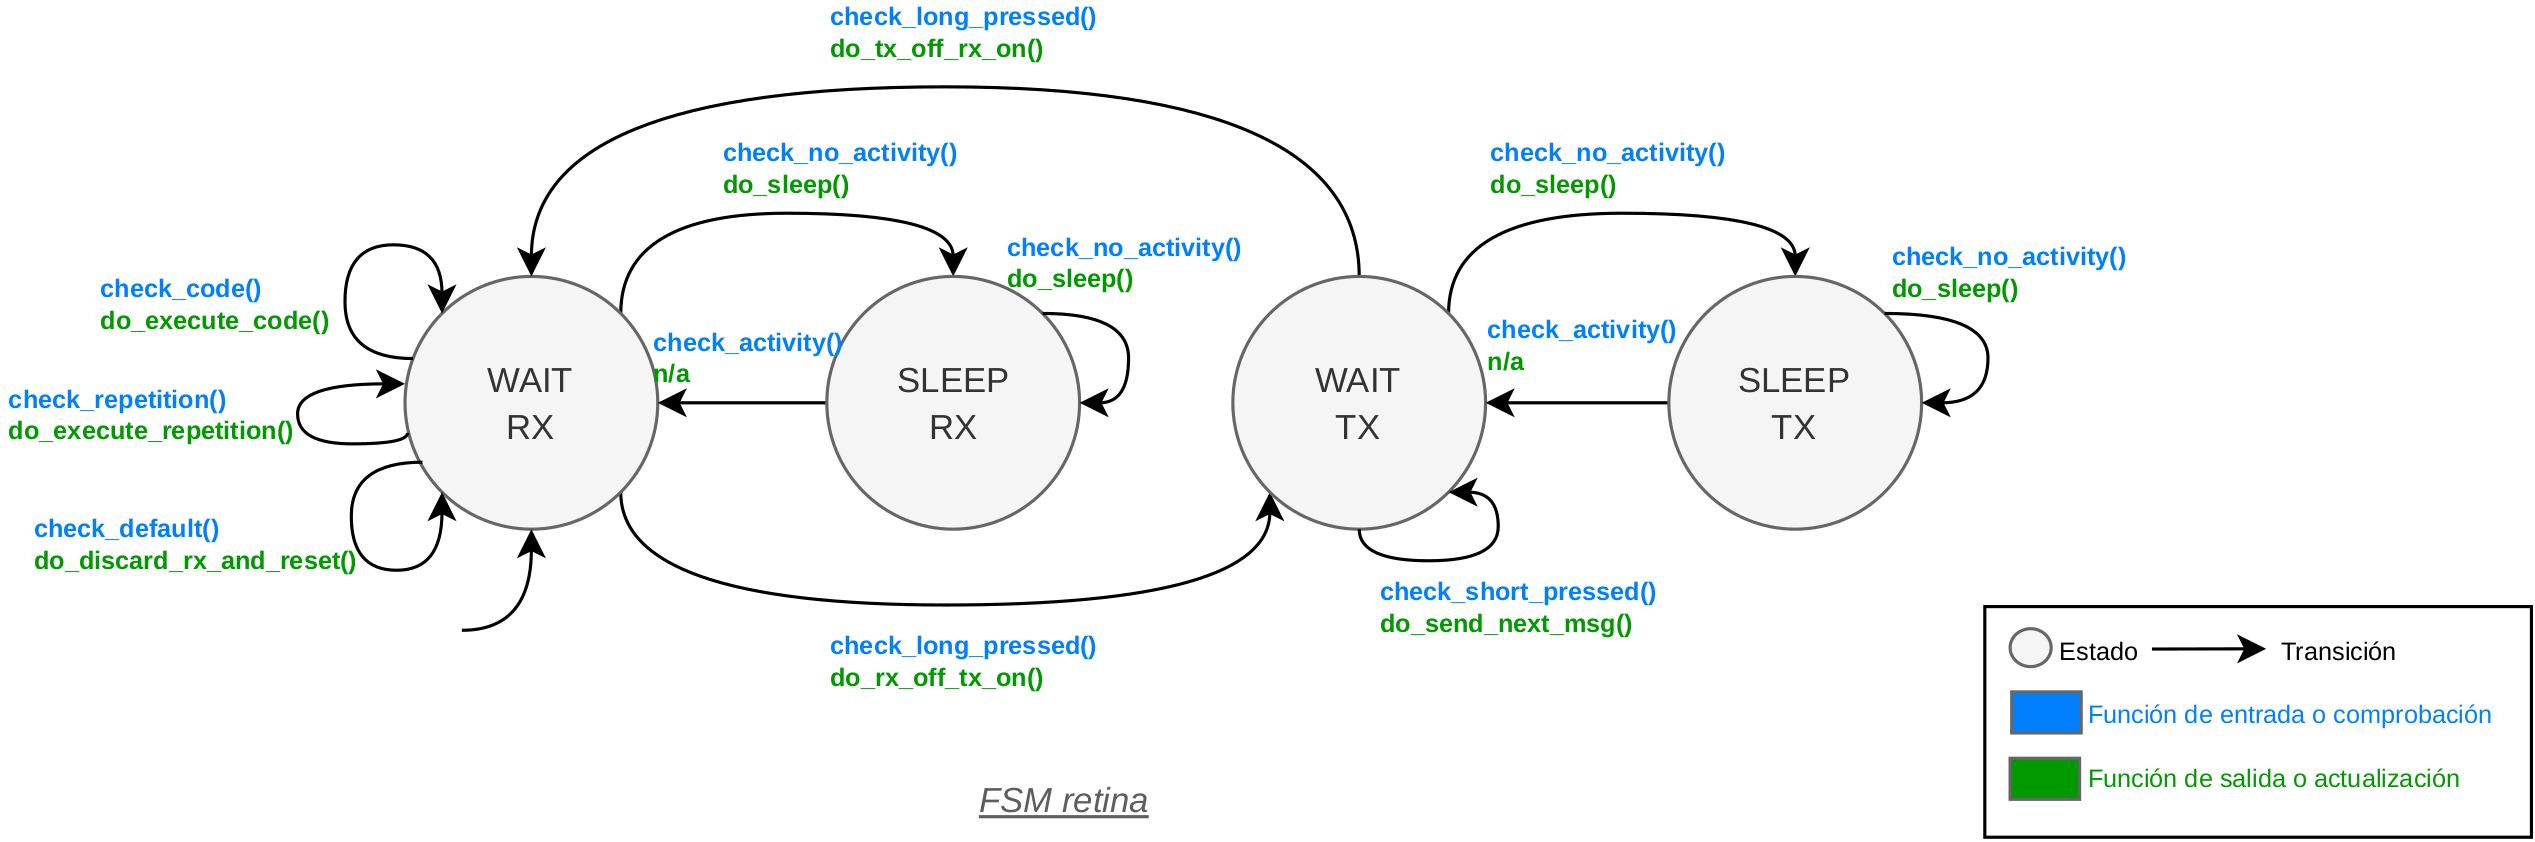 check_long_pressed()
do_tx_off_rx_on()
check_no_activity()
do_sleep()
check_no_activity()
do_sleep()
check_no_activity()
do_sleep()
check_no_activity()
do_sleep()
check_code()
do_execute_code()
check_activity()
n/a
check_activity()
n/a
check_repetition()
do_execute_repetition()
WAIT
RX
SLEEP
RX
WAIT
TX
SLEEP
TX
check_default()
do_discard_rx_and_reset()
check_short_pressed()
do_send_next_msg()
check_long_pressed()
do_rx_off_tx_on()
Estado
Transición
Función de entrada o comprobación
Función de salida o actualización
FSM retina